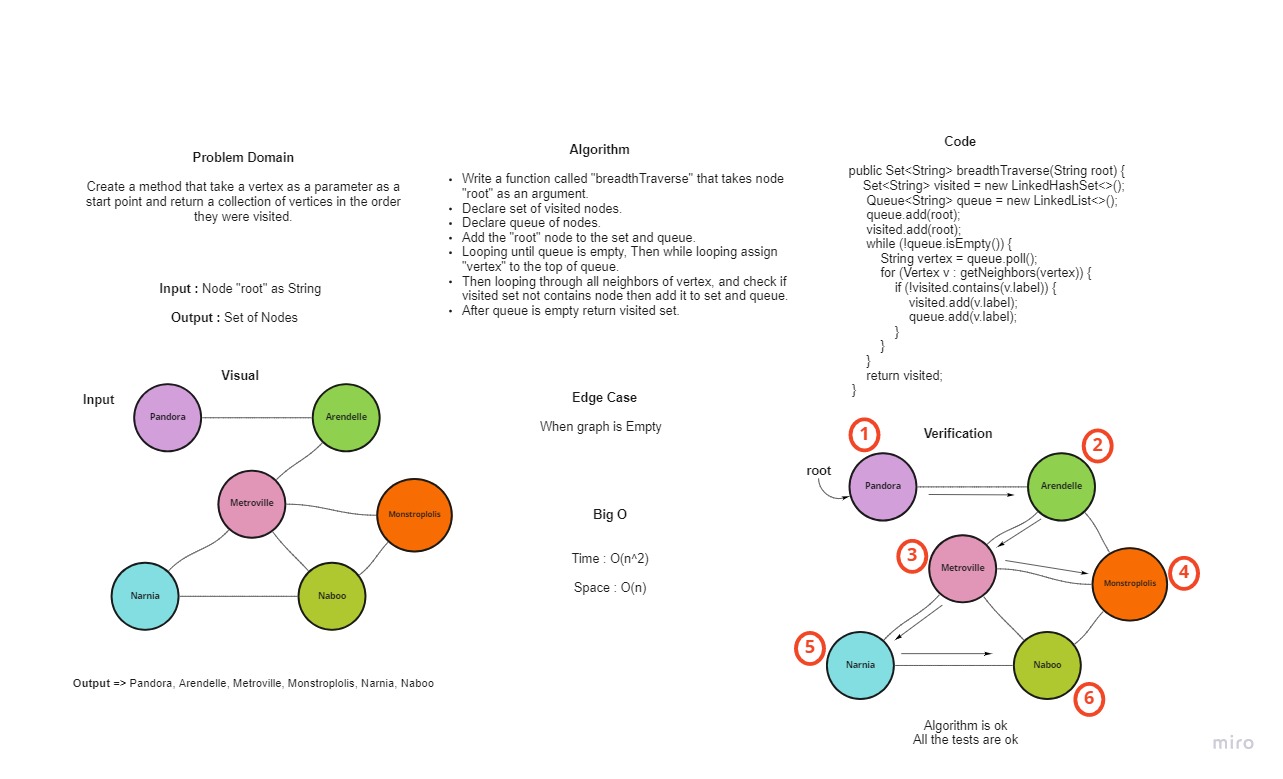 Problem Domain
Create a method that take a vertex as a parameter as a
start point and return a collection of vertices in the order
they were visited.
Input : Node "root" as String
Output : Set of Nodes
Visual
Input
Pandora
Arendelle
Metroville
Monstroplolis
Narnia
Naboo
Output => Pandora, Arendelle, Metroville, Monstroplolis, Narnia, Naboo
Algorithm
• Write a function called "breadthTraverse" that takes node
"root" as an argument.
• Declare set of visited nodes.
• Declare queue of nodes.
• Add the "root" node to the set and queue.
• Looping until queue is empty, Then while looping assign
"vertex" to the top of queue.
• Then looping through all neighbors of vertex, and check if
visited set not contains node then add it to set and queue.
• After queue is empty return visited set.
Edge Case
When graph is Empty
Big O
Time : O(n^2)
Space : O(n)
Code
public Set<String> breadthTraverse(String root) {
Set<String> visited = new LinkedHashSet<>();
Queue<String> queue = new LinkedList<>();
queue.add(root);
visited.add(root);
while (!queue.isEmpty()) {
String vertex = queue.poll();
for (Vertex v : getNeighbors(vertex)) {
if (!visited.contains(v.label)) {
visited.add(v.label);
queue.add(v.label);
}
}
}
return visited;
}
Verification
1
2
root
Pandora
Arendelle
3
Metroville
Monstroplolis
4
5
Narnia
Naboo
6
Algorithm is ok
All the tests are ok
miro